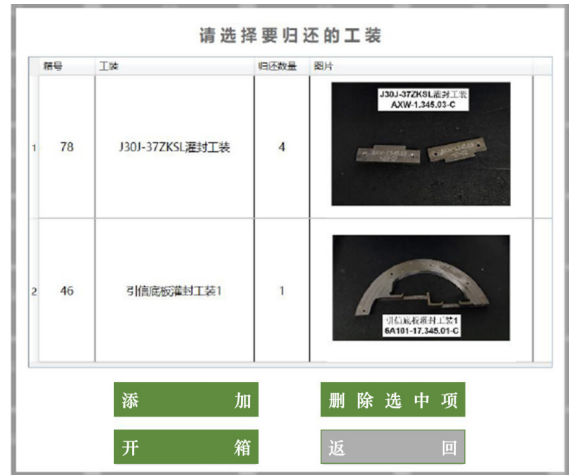 请选择要归还的工装
箱号 工装 归还数量 图片
J30J-37ZKSL灌封工装
AXW-1.345.03-C
1 78 J30J-37ZKSL灌封工装 4
2 46 引信底板灌封工装1 1
引信底板灌封工装1
6A101-17.345.01-C
添 加 删 除 选 中 项
开 箱 返 回